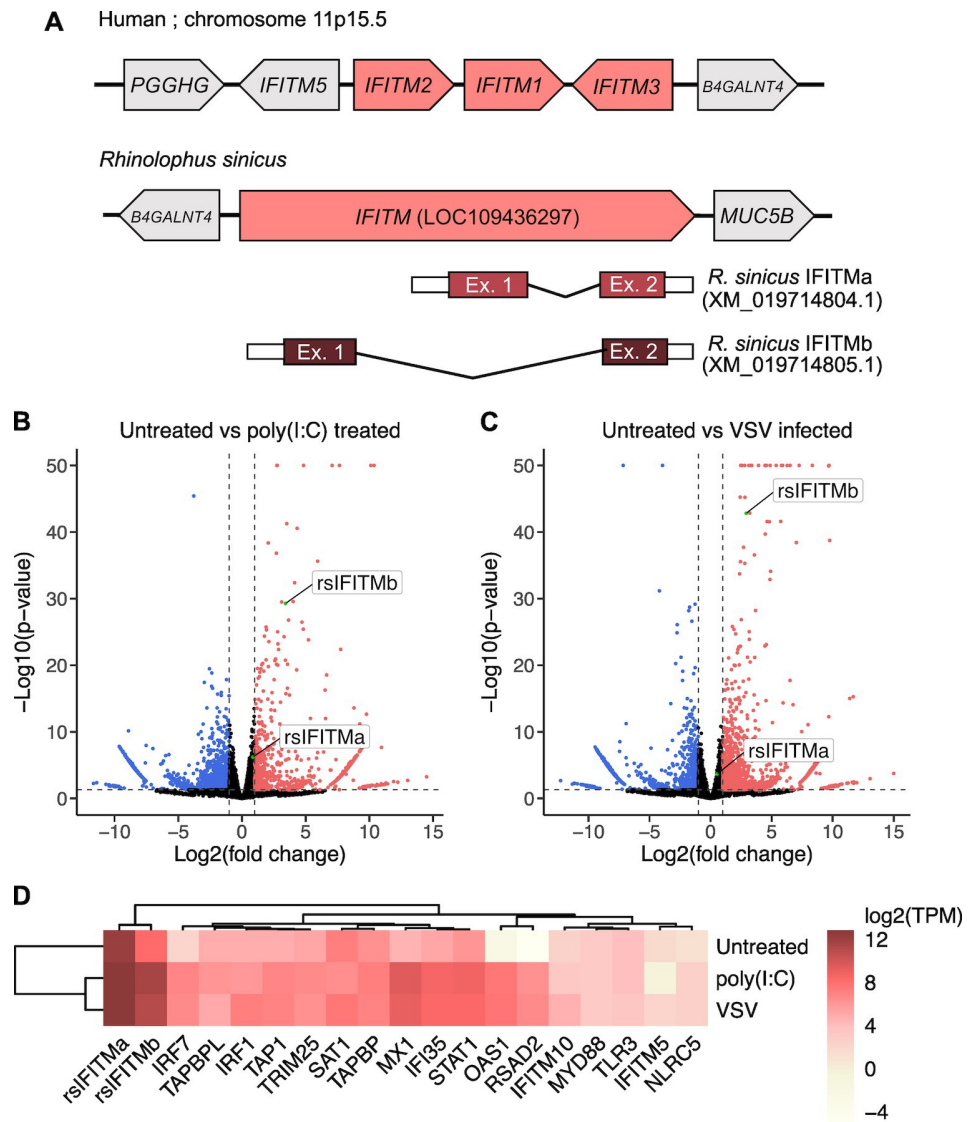 A Human ; chromosome 11p15.5
PGGHG IFITM5 IFITM2 IFITM1 IFITM3 B4GALNT4
Rhinolophus sinicus
B4GALNT4 IFITM (LOC109436297) MUC5B
Ex. 1 Ex. 2 R. sinicus IFITMa
(XM_019714804.1)
Ex. 1 Ex. 2 R. sinicus IFITMb
(XM_019714805.1)
B Untreated vs poly(I:C) treated
50
40
30
20
10
0
−Log10(p−value)
rsIFITMb
rsIFITMa
−10 −5 0 5 10 15
Log2(fold change)
C Untreated vs VSV infected
50
40
30
20
10
0
−Log10(p−value)
rsIFITMb
rsIFITMa
−10 −5 0 5 10 15
Log2(fold change)
D
Untreated
poly(I:C)
VSV
rsIFITMa
rsIFITMb
IRF7
TAPBPL
IRF1
TAP1
TRIM25
SAT1
TAPBP
MX1
IFI35
STAT1
OAS1
RSAD2
IFITM10
MYD88
TLR3
IFITM5
NLRC5
log2(TPM)
12
8
4
0
−4